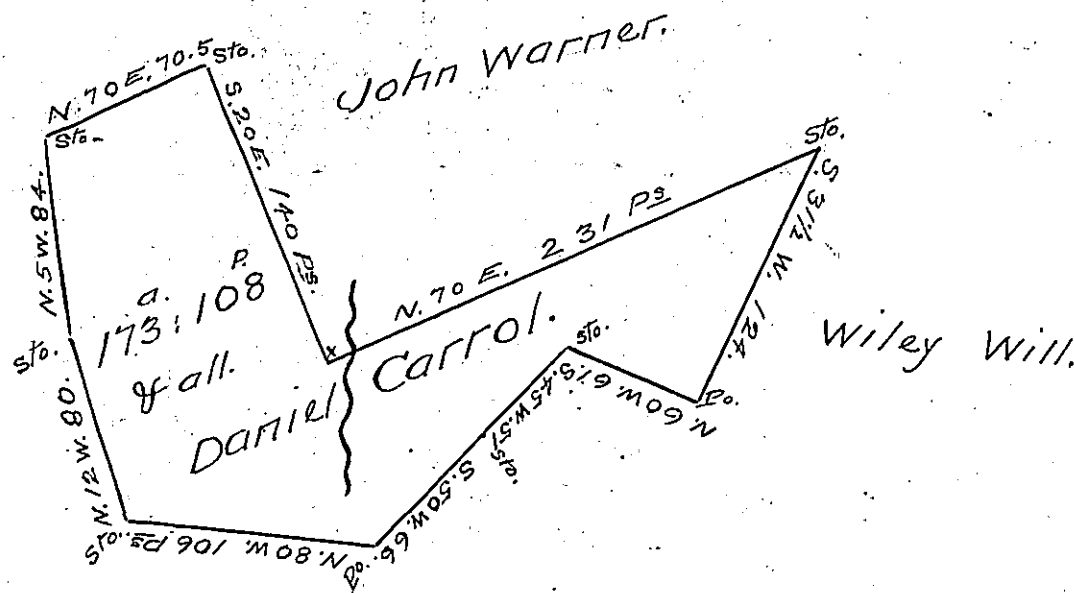 John Warner.
N. 70 E. 70.5
Sto.
Sto.
S. 20 E. 140 Ps.
Sto.
N. 5 W. 84.
N. 70 E. 231 Ps
S. 31½ W. 124.
a. P.
173 : 108
& all.
Daniel Carrol.
Wiley Will.
Sto.
Sto.
x
N. 60 W. 61
Po.
S. 45 W. 51
Sto.
S. 50 W. 66
N. 12 W. 80.
Sto.
N. 80 W. 106 Ps
Po.